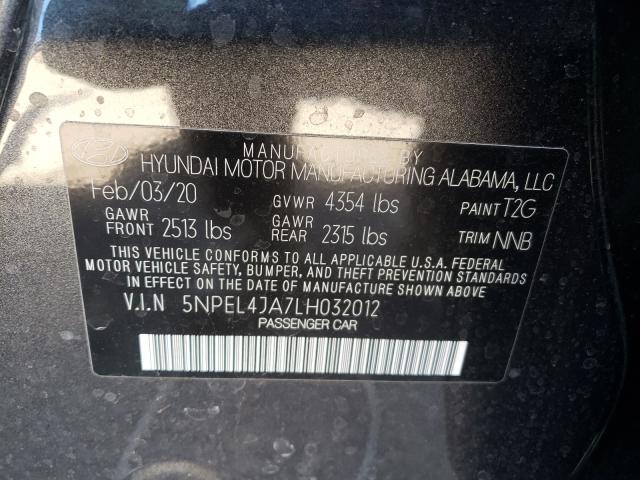 MANUFACTURED BY
HYUNDAI MOTOR MANUFACTURING ALABAMA, LLC
Feb/03/20 GVWR 4354 lbs PAINT T2G
GAWR FRONT 2513 lbs GAWR REAR 2315 lbs TRIM NNB
THIS VEHICLE CONFORMS TO ALL APPLICABLE U.S.A. FEDERAL
MOTOR VEHICLE SAFETY, BUMPER, AND THEFT PREVENTION STANDARDS
IN EFFECT ON THE DATE OF MANUFACTURE SHOWN ABOVE.
V.I.N 5NPEL4JA7LH032012
PASSENGER CAR